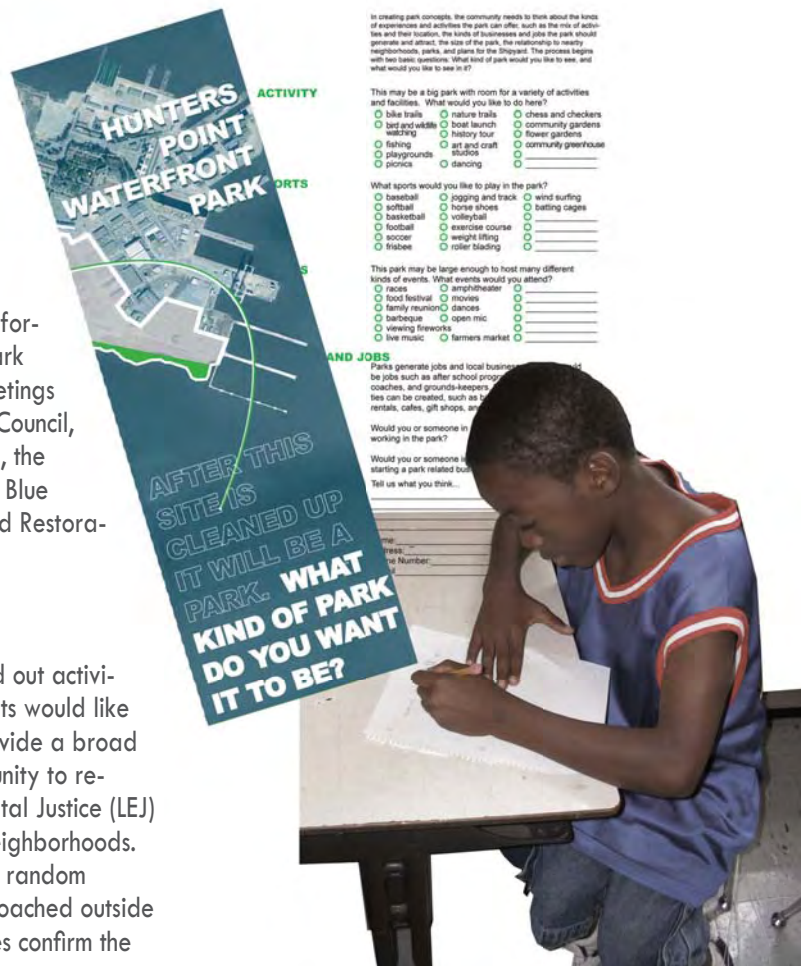 In creating park concepts, the community needs to think about the kinds
of experiences and activities the park can offer, such as the mix of activi-
ties and their location, the kinds of businesses and jobs the park should
generate and attract, the size of the park, the relationship to nearby
neighborhoods, parks, and plans for the Shipyard. The process begins
with two basic questions: What kind of park would you like to see, and
what would you like to see in it?
ACTIVITY
This may be a big park with room for a variety of activities
and facilities. What would you like to do here?
bike trails nature trails chess and checkers
bird and wildlife watching boat launch community gardens
history tour flower gardens
fishing art and craft studios community greenhouse
playgrounds
picnics dancing
ORTS
What sports would you like to play in the park?
baseball jogging and track wind surfing
softball horse shoes batting cages
basketball volleyball
football exercise course
soccer weight lifting
frisbee roller blading
S
This park may be large enough to host many different
kinds of events. What events would you attend?
races amphitheater
food festival movies
family reunion dances
barbeque open mic
viewing fireworks
live music farmers market
AND JOBS
Parks generate jobs and local business
be jobs such as after school
coaches, and grounds-keepers.
ties can be created, such as
rentals, cafes, gift shops,
Would you or someone in
working in the park?
Would you or someone
starting a park related
Tell us what you think...
Number:
HUNTERS
POINT
WATERFRONT
PARK
AFTER THIS
SITE IS
CLEANED UP
IT WILL BE A
PARK. WHAT
KIND OF PARK
DO YOU WANT
IT TO BE?
for-
ark
etings
Council,
, the
Blue
d Restora-
d out activi-
ts would like
vide a broad
unity to re-
tal Justice (LEJ)
eighborhoods.
random
oached outside
es confirm the